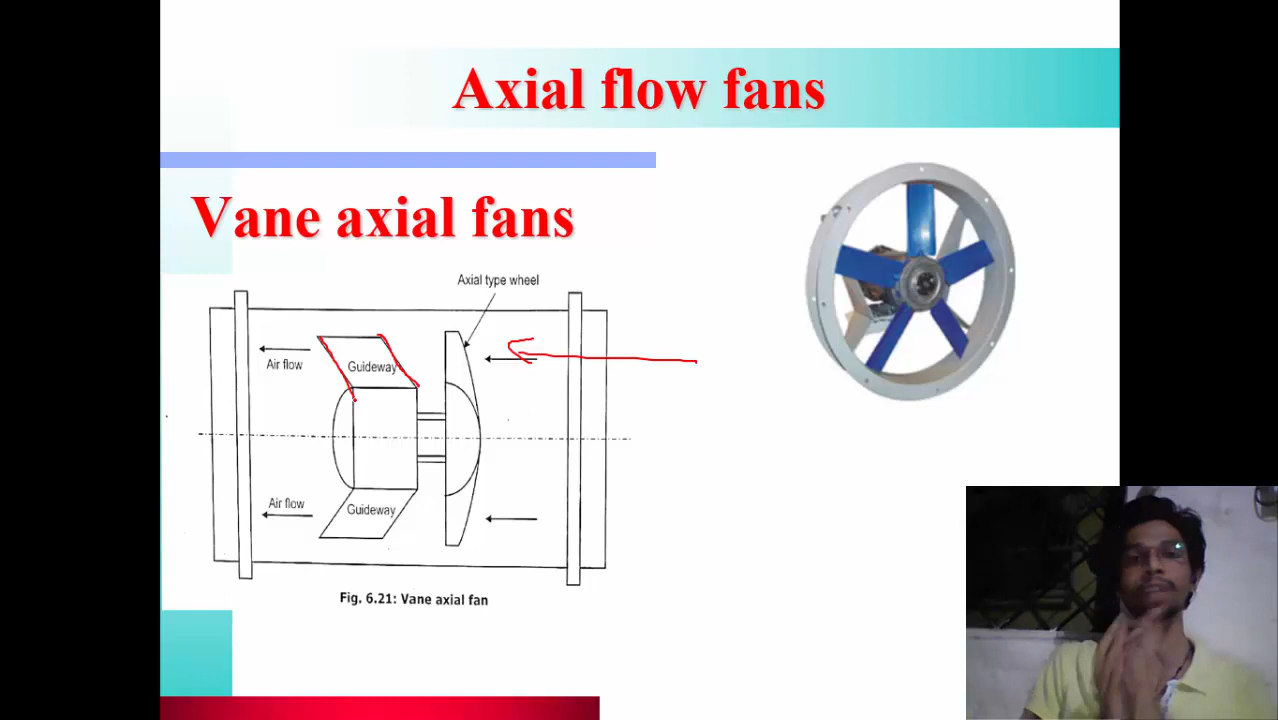 Axial flow fans
Vane axial fans
Axial type wheel
Air flow
Guideway
Air flow
Guideway
Fig. 6.21: Vane axial fan